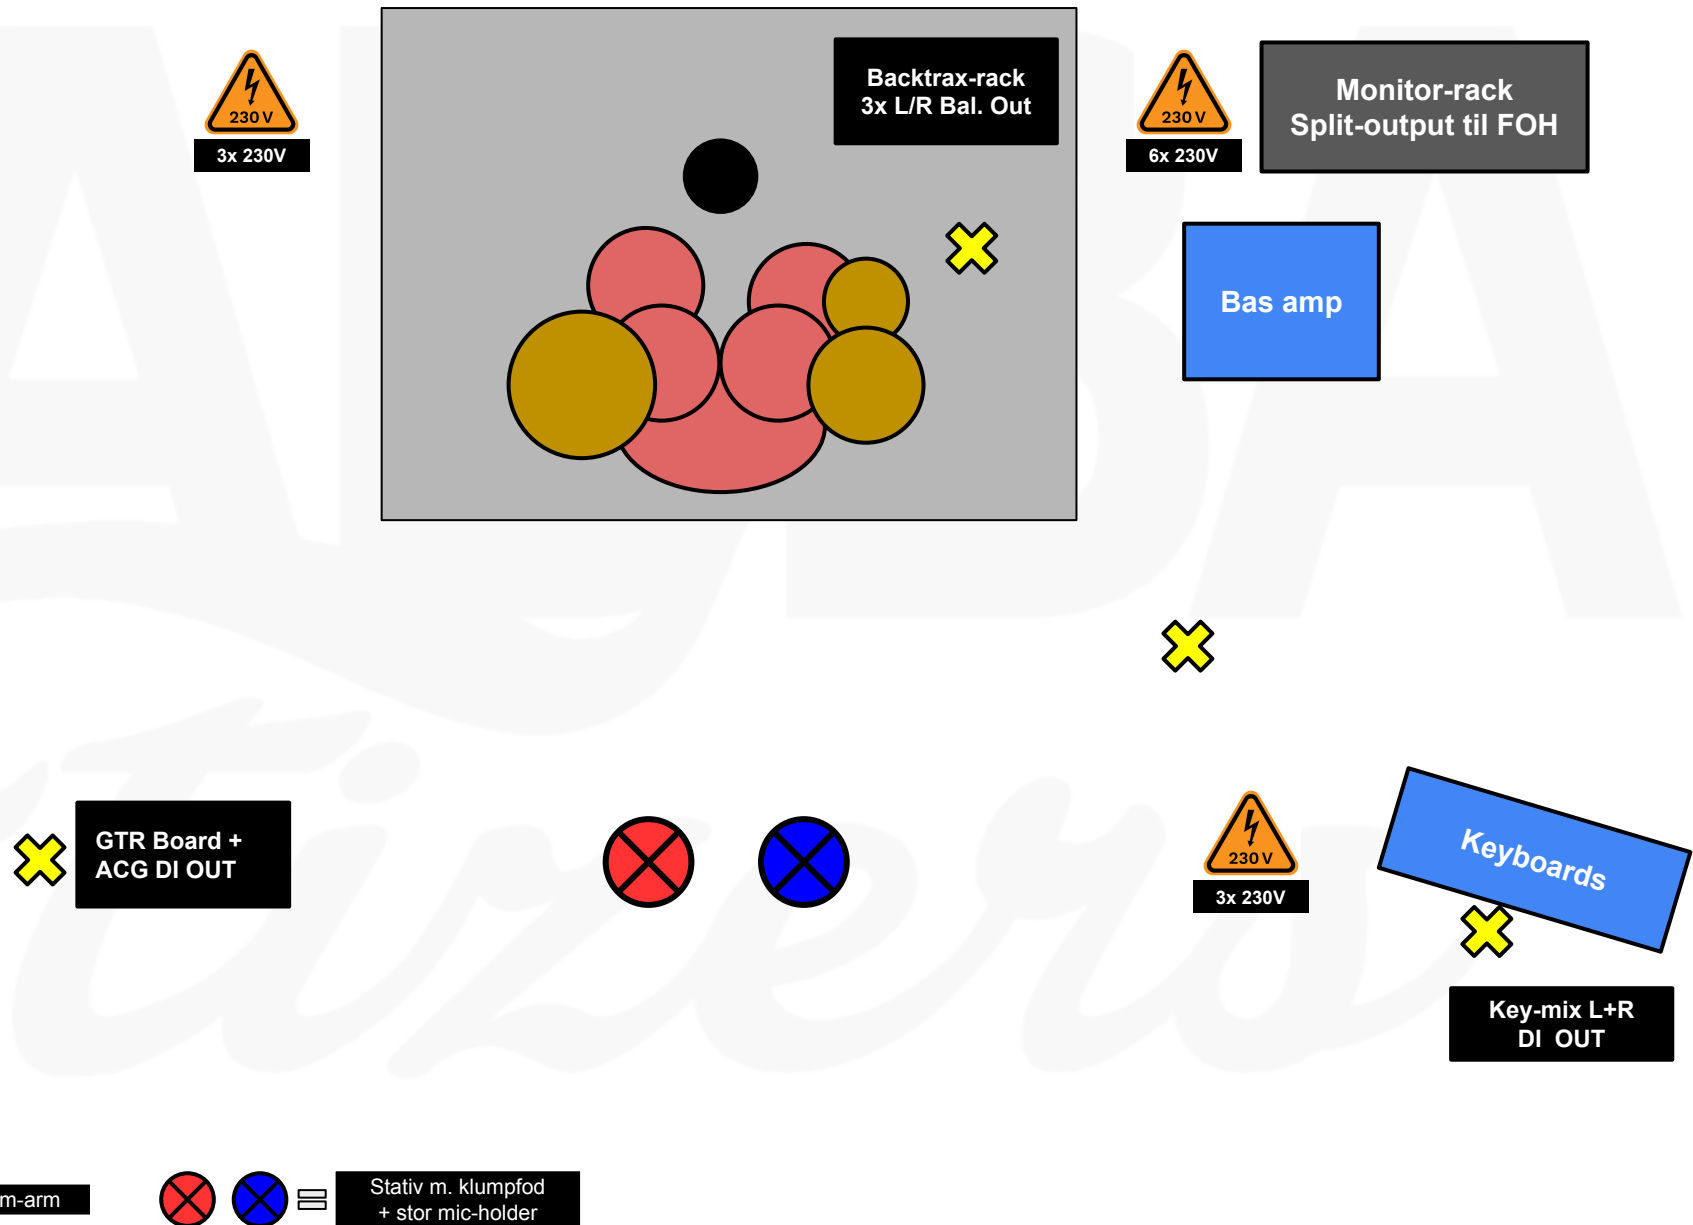 Backtrax-rack
3x L/R Bal. Out
230 V
3x 230V
230 V
6x 230V
Monitor-rack
Split-output til FOH
Bas amp
GTR Board +
ACG DI OUT
230 V
3x 230V
Keyboards
Key-mix L+R
DI OUT
m-arm
Stativ m. klumpfod
+ stor mic-holder
ABBA
tizers